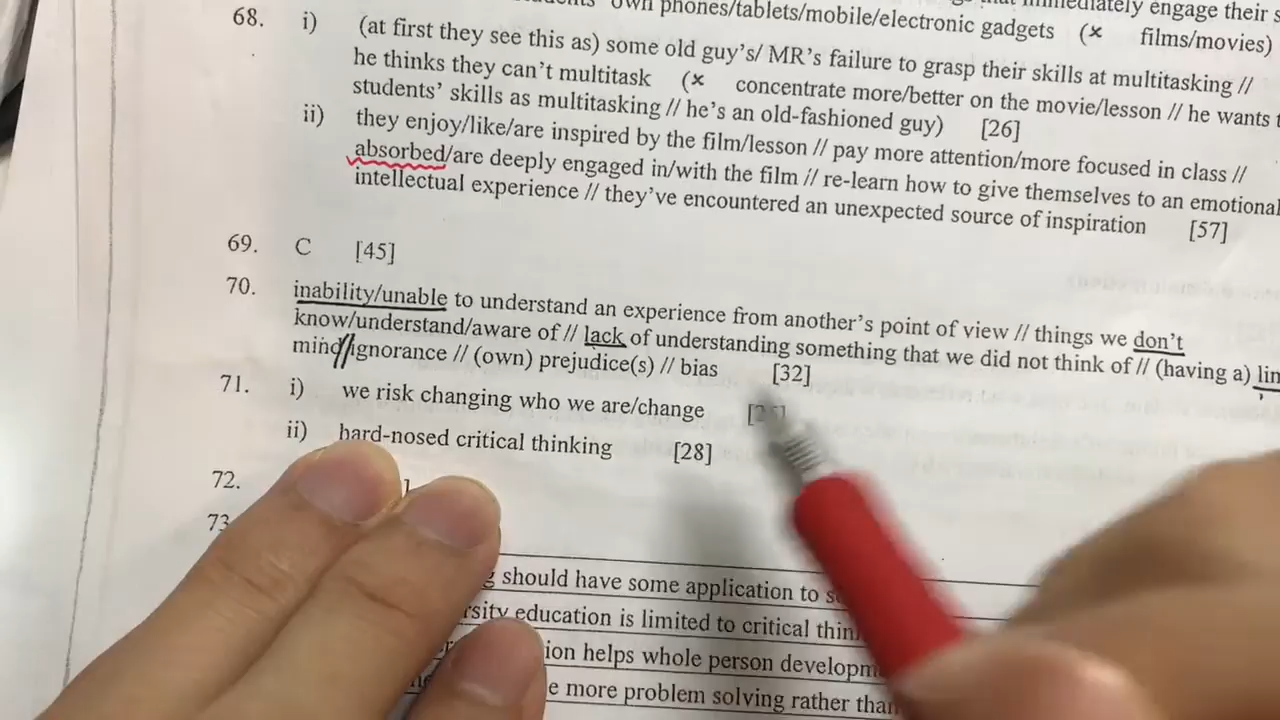 own phones/tablets/mobile/electronic gadgets (× films/movies)
immediately engage their
68. i) (at first they see this as) some old guy's/ MR's failure to grasp their skills at multitasking //
he thinks they can't multitask (× concentrate more/better on the movie/lesson // he wants
students' skills as multitasking // he's an old-fashioned guy) [26]
ii) they enjoy/like/are inspired by the film/lesson // pay more attention/more focused in class //
absorbed/are deeply engaged in/with the film // re-learn how to give themselves to an emotional
intellectual experience // they've encountered an unexpected source of inspiration [57]
69. C [45]
70. inability/unable to understand an experience from another's point of view // things we don't
know/understand/aware of // lack of understanding something that we did not think of // (having a)
mind//ignorance // (own) prejudice(s) // bias [32]
71. i) we risk changing who we are/change
ii) hard-nosed critical thinking [28]
72.
73
should have some application to
education is limited to critical
helps whole person
more problem solving rather